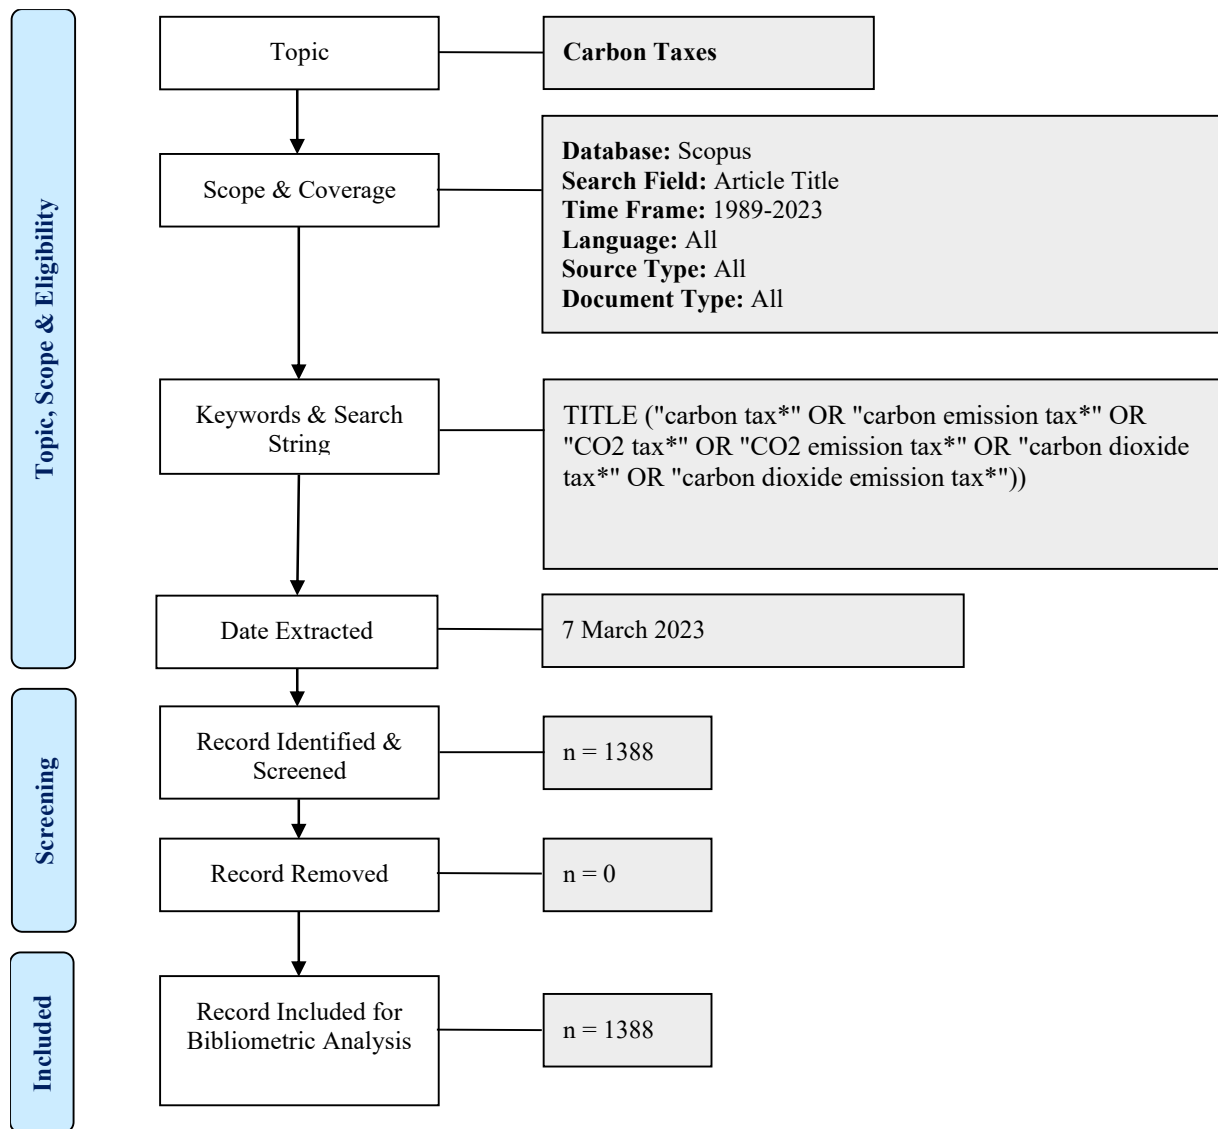 Topic, Scope & Eligibility
Topic
Carbon Taxes
Scope & Coverage
Database: Scopus
Search Field: Article Title
Time Frame: 1989-2023
Language: All
Source Type: All
Document Type: All
Keywords & Search
String
TITLE ("carbon tax*" OR "carbon emission tax*" OR
"CO2 tax*" OR "CO2 emission tax*" OR "carbon dioxide
tax*" OR "carbon dioxide emission tax*"))
Date Extracted
7 March 2023
Screening
Record Identified &
Screened
n = 1388
Record Removed
n = 0
Included
Record Included for
Bibliometric Analysis
n = 1388